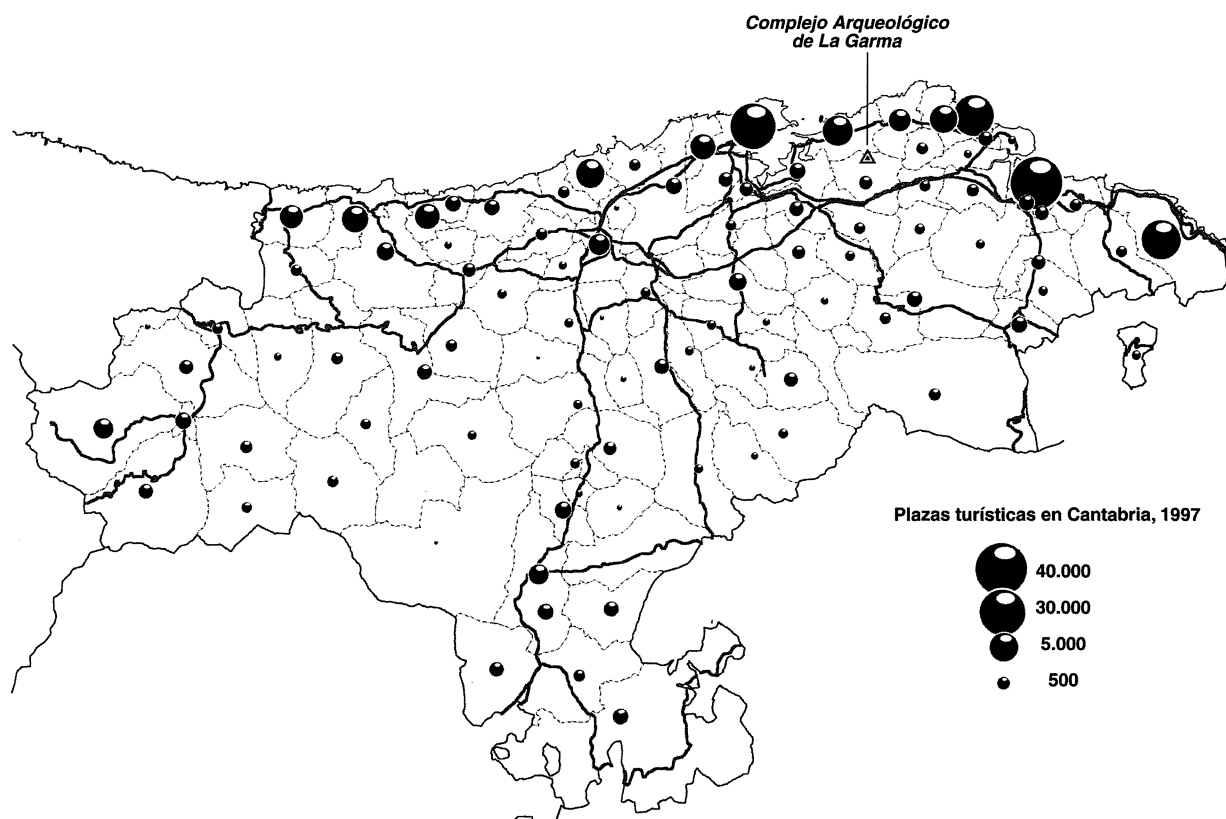 Complejo Arqueológico
de La Garma
Plazas turísticas en Cantabria, 1997
40.000
30.000
5.000
500